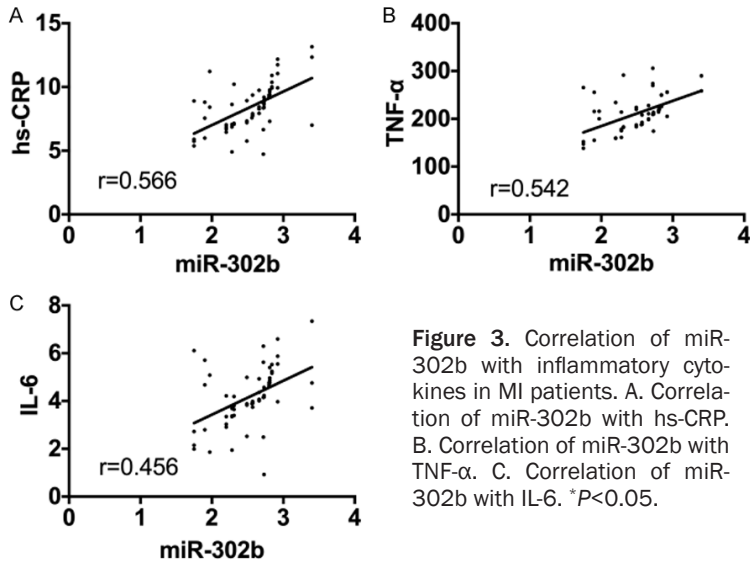 A
15
10
5
0
hs-CRP
r=0.566
0 1 2 3 4
miR-302b
B
400
300
200
100
0
TNF-α
r=0.542
0 1 2 3 4
miR-302b
C
8
6
4
2
0
IL-6
r=0.456
0 1 2 3 4
miR-302b
Figure 3. Correlation of miR-
302b with inflammatory cyto-
kines in MI patients. A. Correla-
tion of miR-302b with hs-CRP.
B. Correlation of miR-302b with
TNF-α. C. Correlation of miR-
302b with IL-6. *P<0.05.